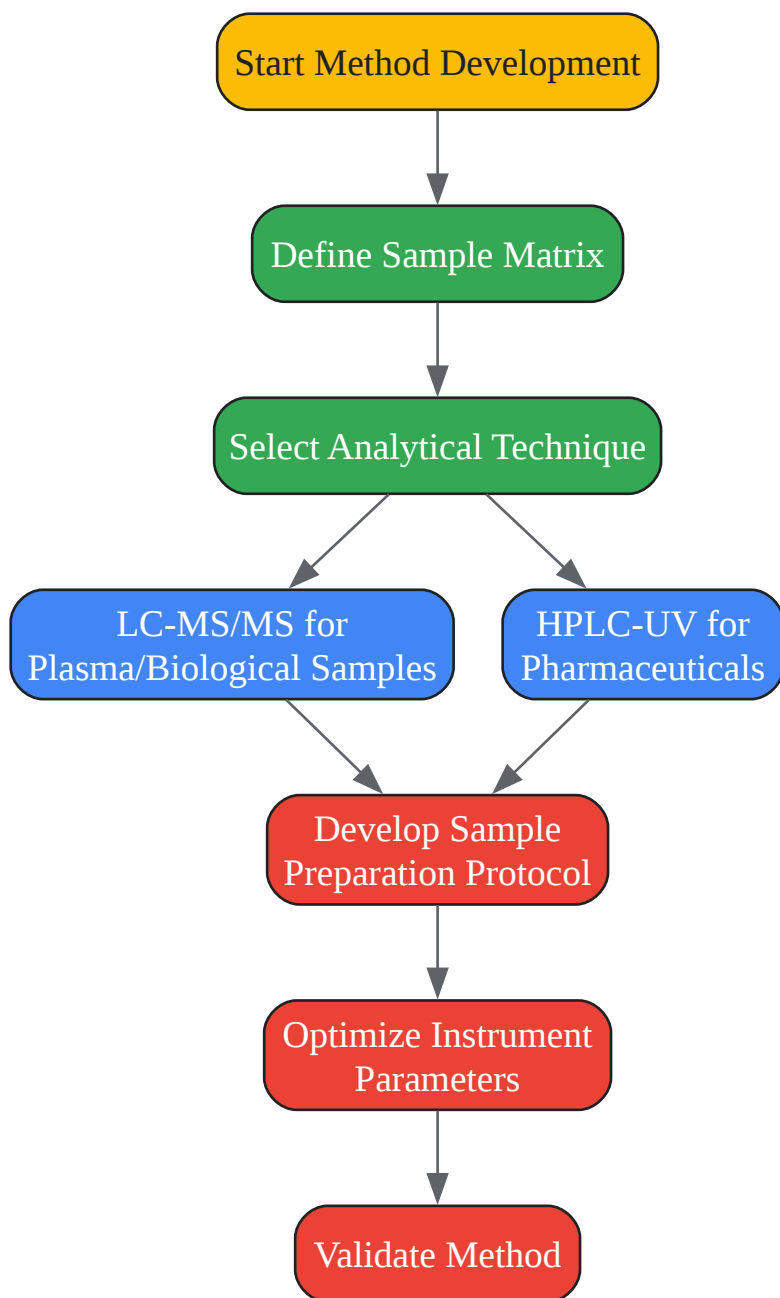 Start Method Development
Define Sample Matrix
Select Analytical Technique
LC-MS/MS for
Plasma/Biological Samples
HPLC-UV for
Pharmaceuticals
Develop Sample
Preparation Protocol
Optimize Instrument
Parameters
Validate Method